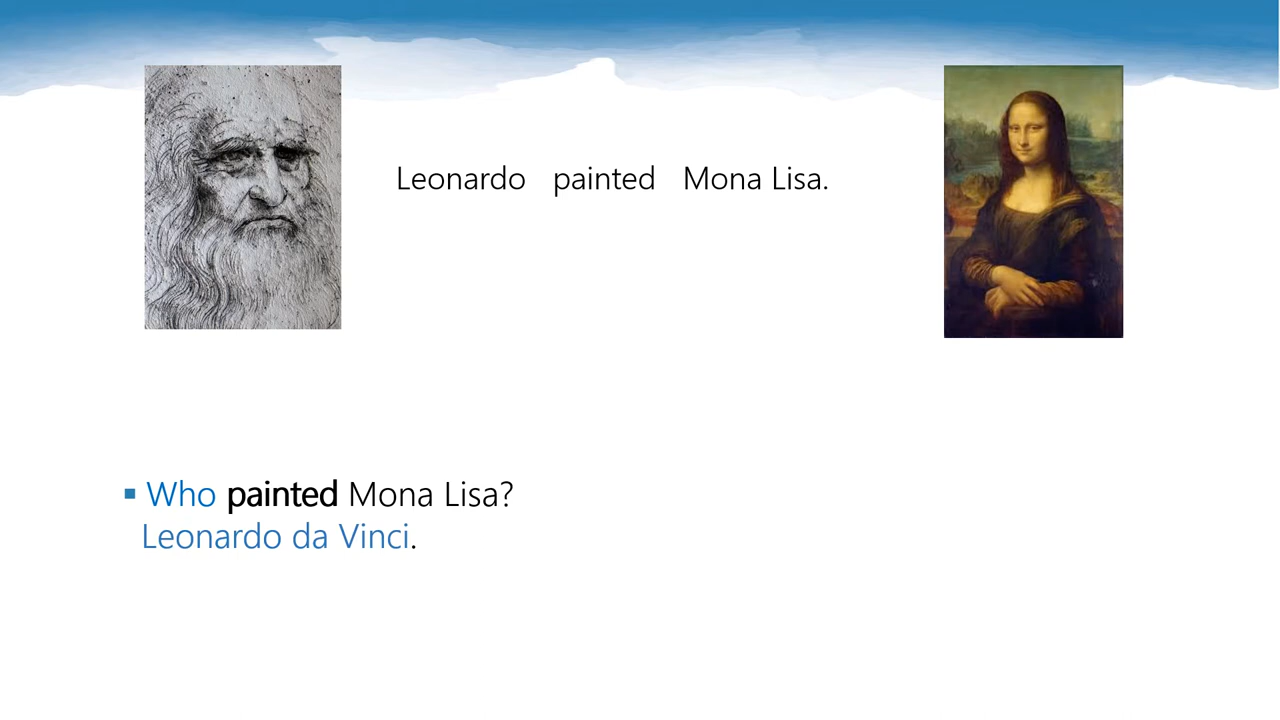 Leonardo painted Mona Lisa.
Who painted Mona Lisa?
Leonardo da Vinci.